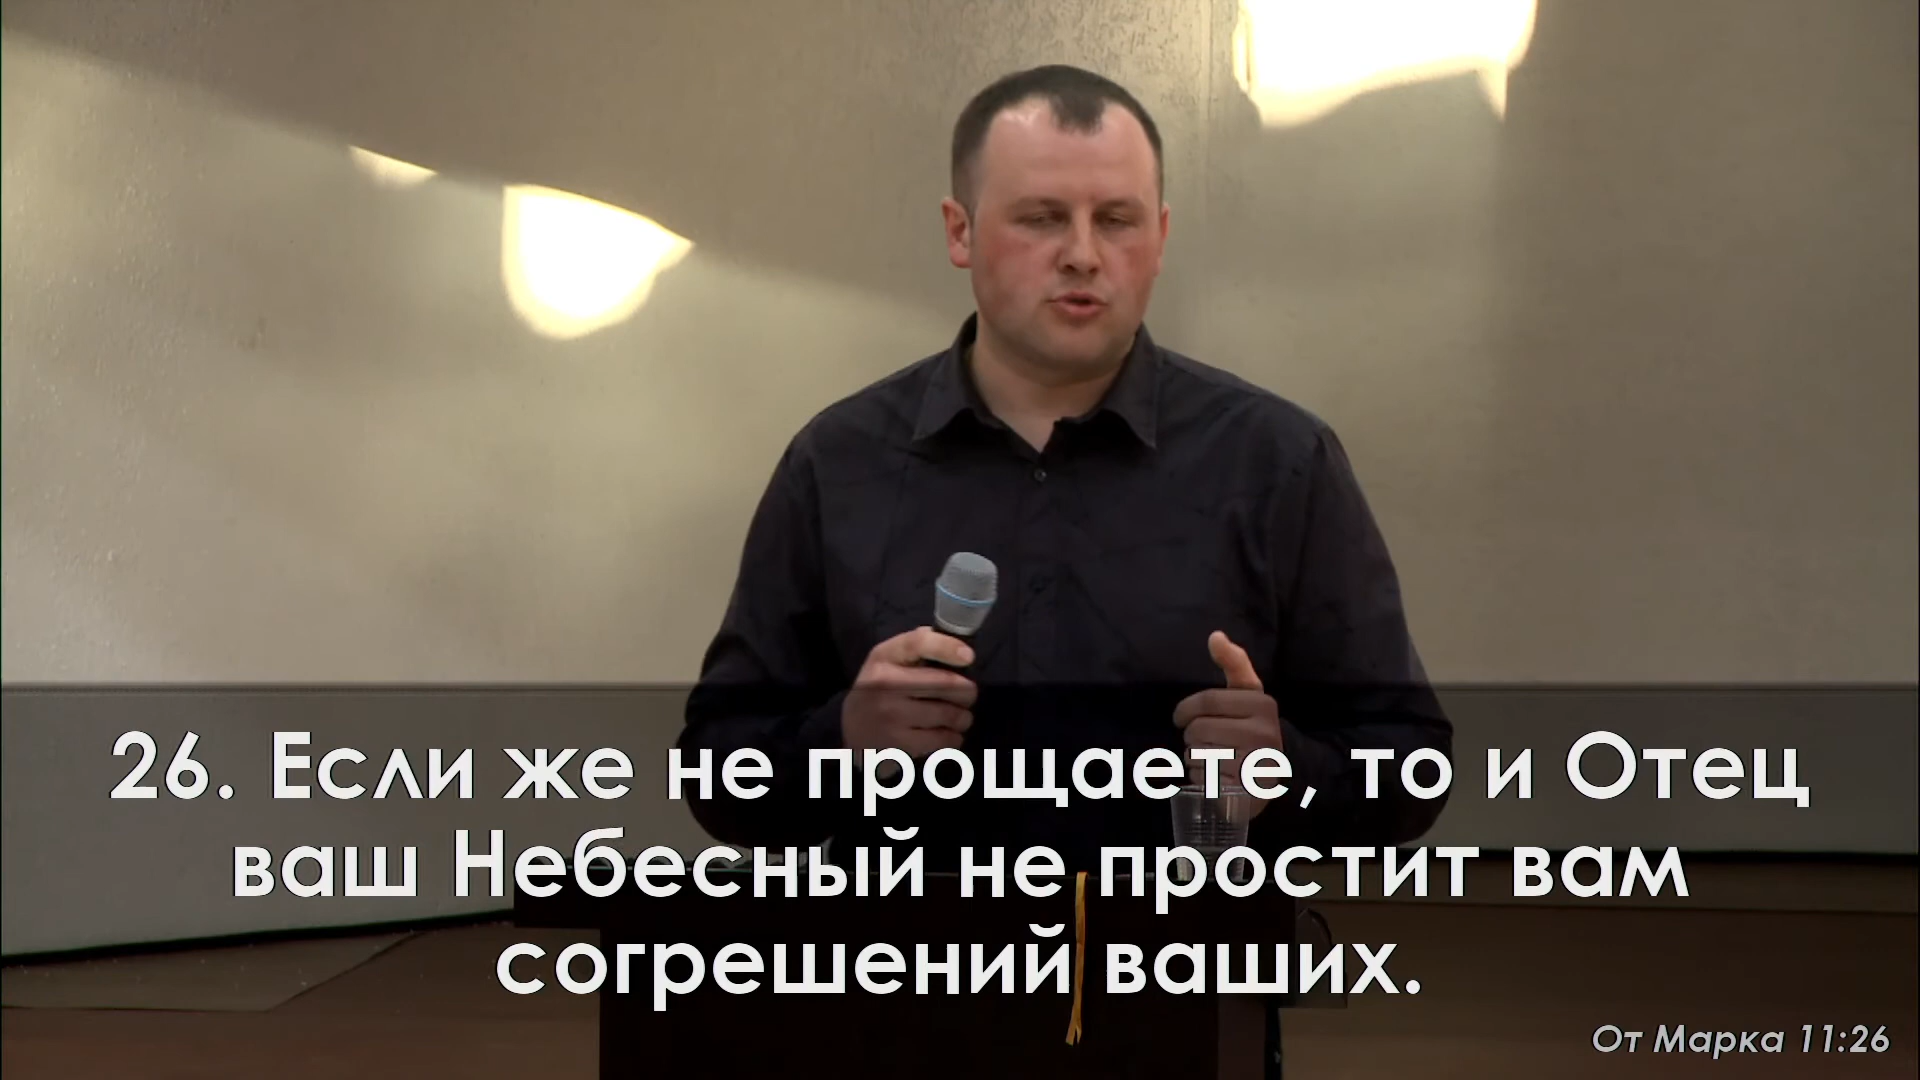 26. Если же не прощаете, то и Отец
ваш Небесный не простит вам
согрешений ваших.
От Марка 11:26